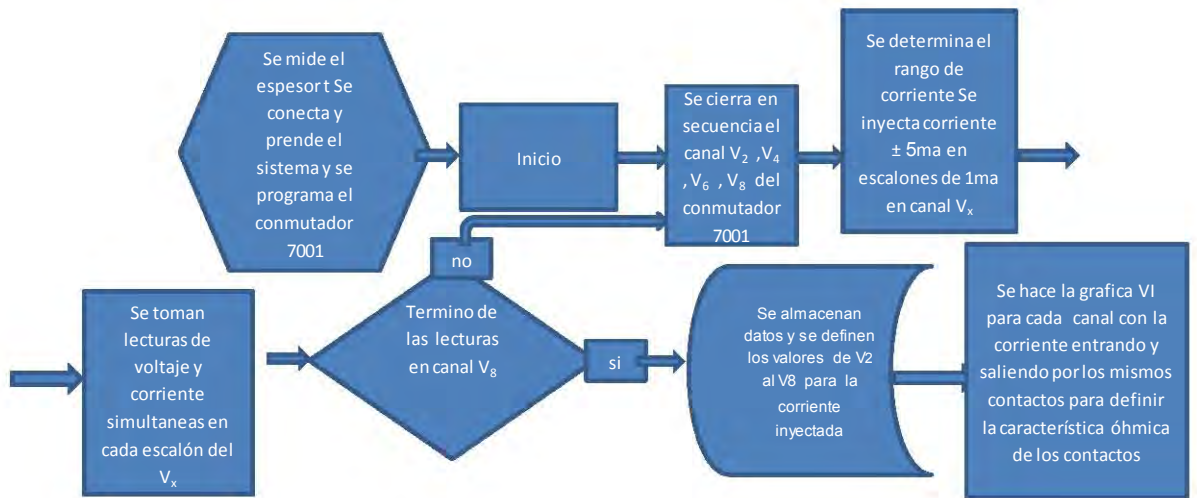 Se mide el
espesor t Se
conecta y
prende el
sistema y se
programa el
conmutador
7001
Inicio
Se cierra en
secuencia el
canal V₂ ,V₄
, V₆ , V₈ del
conmutador
7001
Se determina el
rango de
corriente Se
inyecta corriente
± 5ma en
escalones de 1ma
en canal Vₓ
Se toman
lecturas de
voltaje y
corriente
simultaneas en
cada escalón del
Vₓ
no
Termino de
las lecturas
en canal V₈
si
Se almacenan
datos y se definen
los valores de V2
al V8 para la
corriente
inyectada
Se hace la grafica VI
para cada canal con la
corriente entrando y
saliendo por los mismos
contactos para definir
la característica óhmica
de los contactos